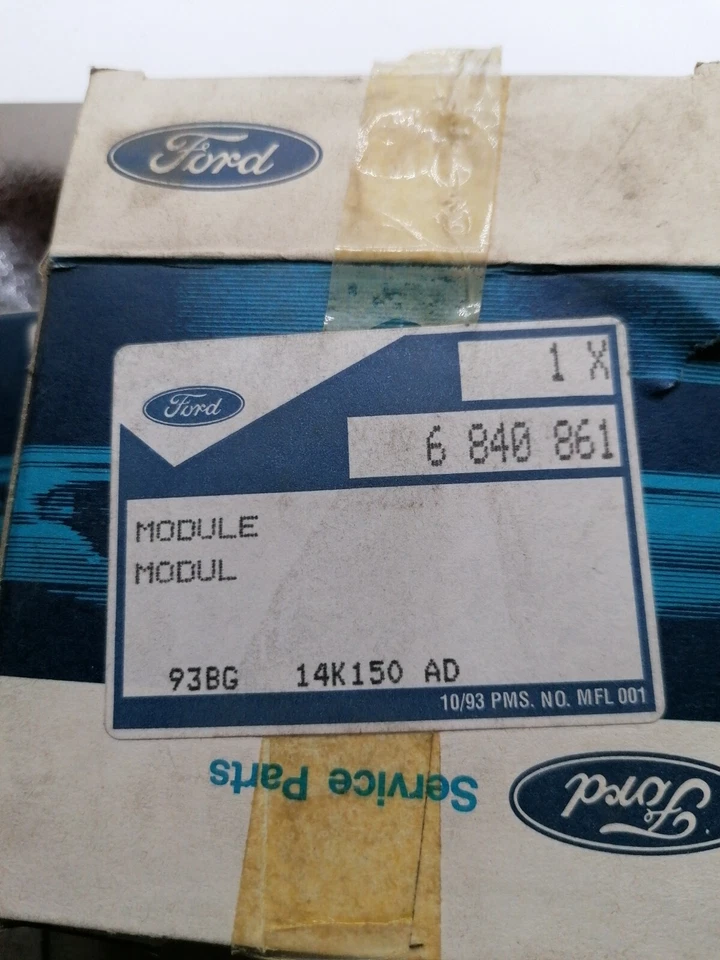 Ford
1 X
Ford
6 840 861
MODULE
MODUL
93BG 14K150 AD
10/93 PMS. NO. MFL 001
Service Parts
Ford